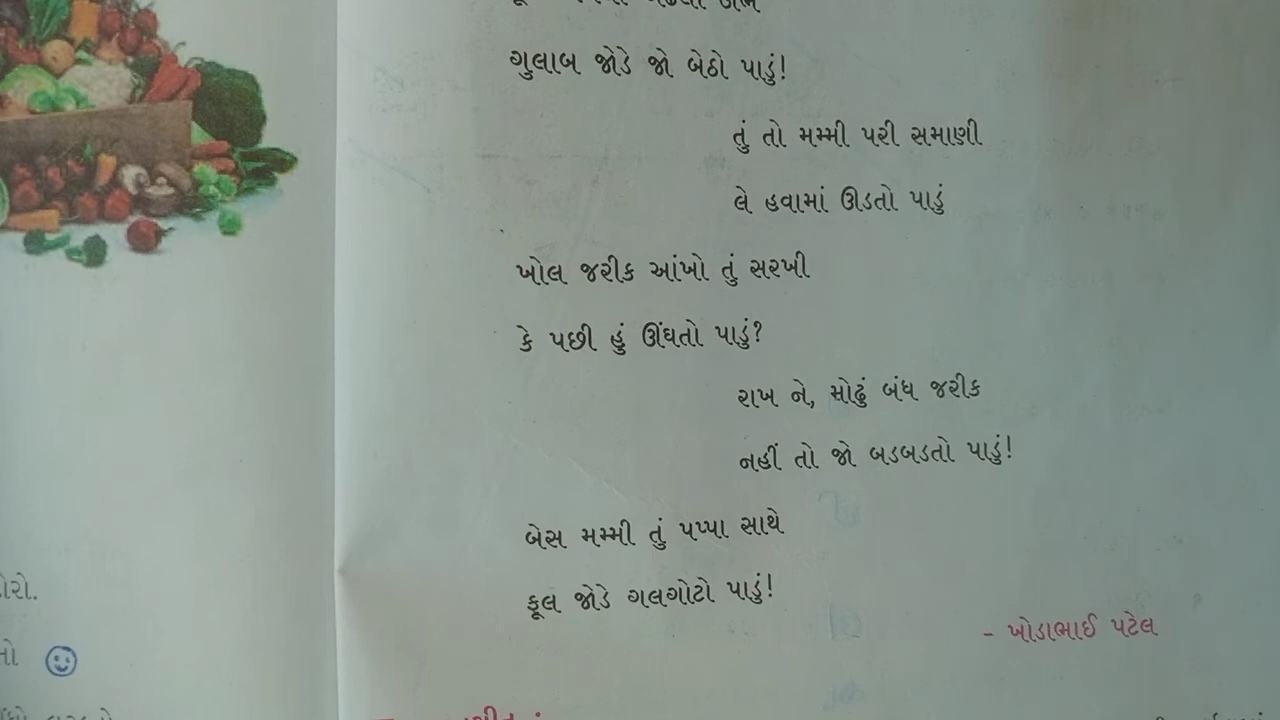 ગુલાબ જોડે જો બેઠો પાડું!
તું તો મમ્મી પરી સમાણી
લે હવામાં ઊડતો પાડું
ખોલ જરીક આંખો તું સરખી
કે પછી હું ઊંઘતો પાડું?
રાખ ને, મોઢું બંધ જરીક
નહીં તો જો બડબડતો પાડું!
બેસ મમ્મી તું પપ્પા સાથે
ફૂલ જોડે ગલગોટો પાડું!
- ખોડાભાઈ પટેલ